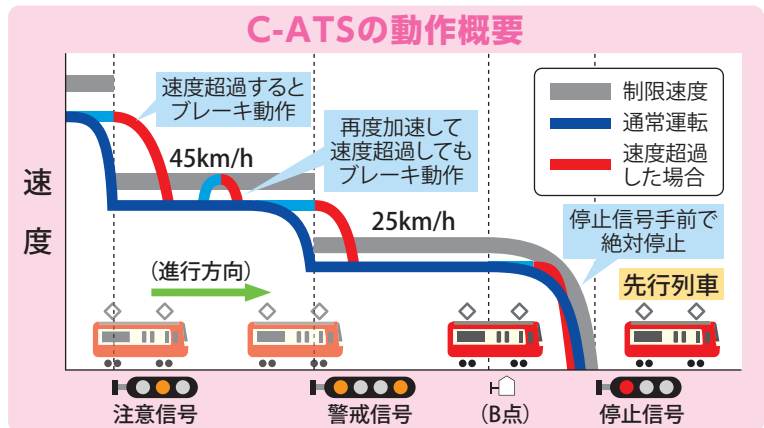 C-ATSの動作概要
速度超過すると
ブレーキ動作
再度加速して
速度超過しても
ブレーキ動作
制限速度
通常運転
速度超過
した場合
45km/h
速度
25km/h
停止信号手前で
絶対停止
(進行方向)
先行列車
注意信号
警戒信号
(B点)
停止信号